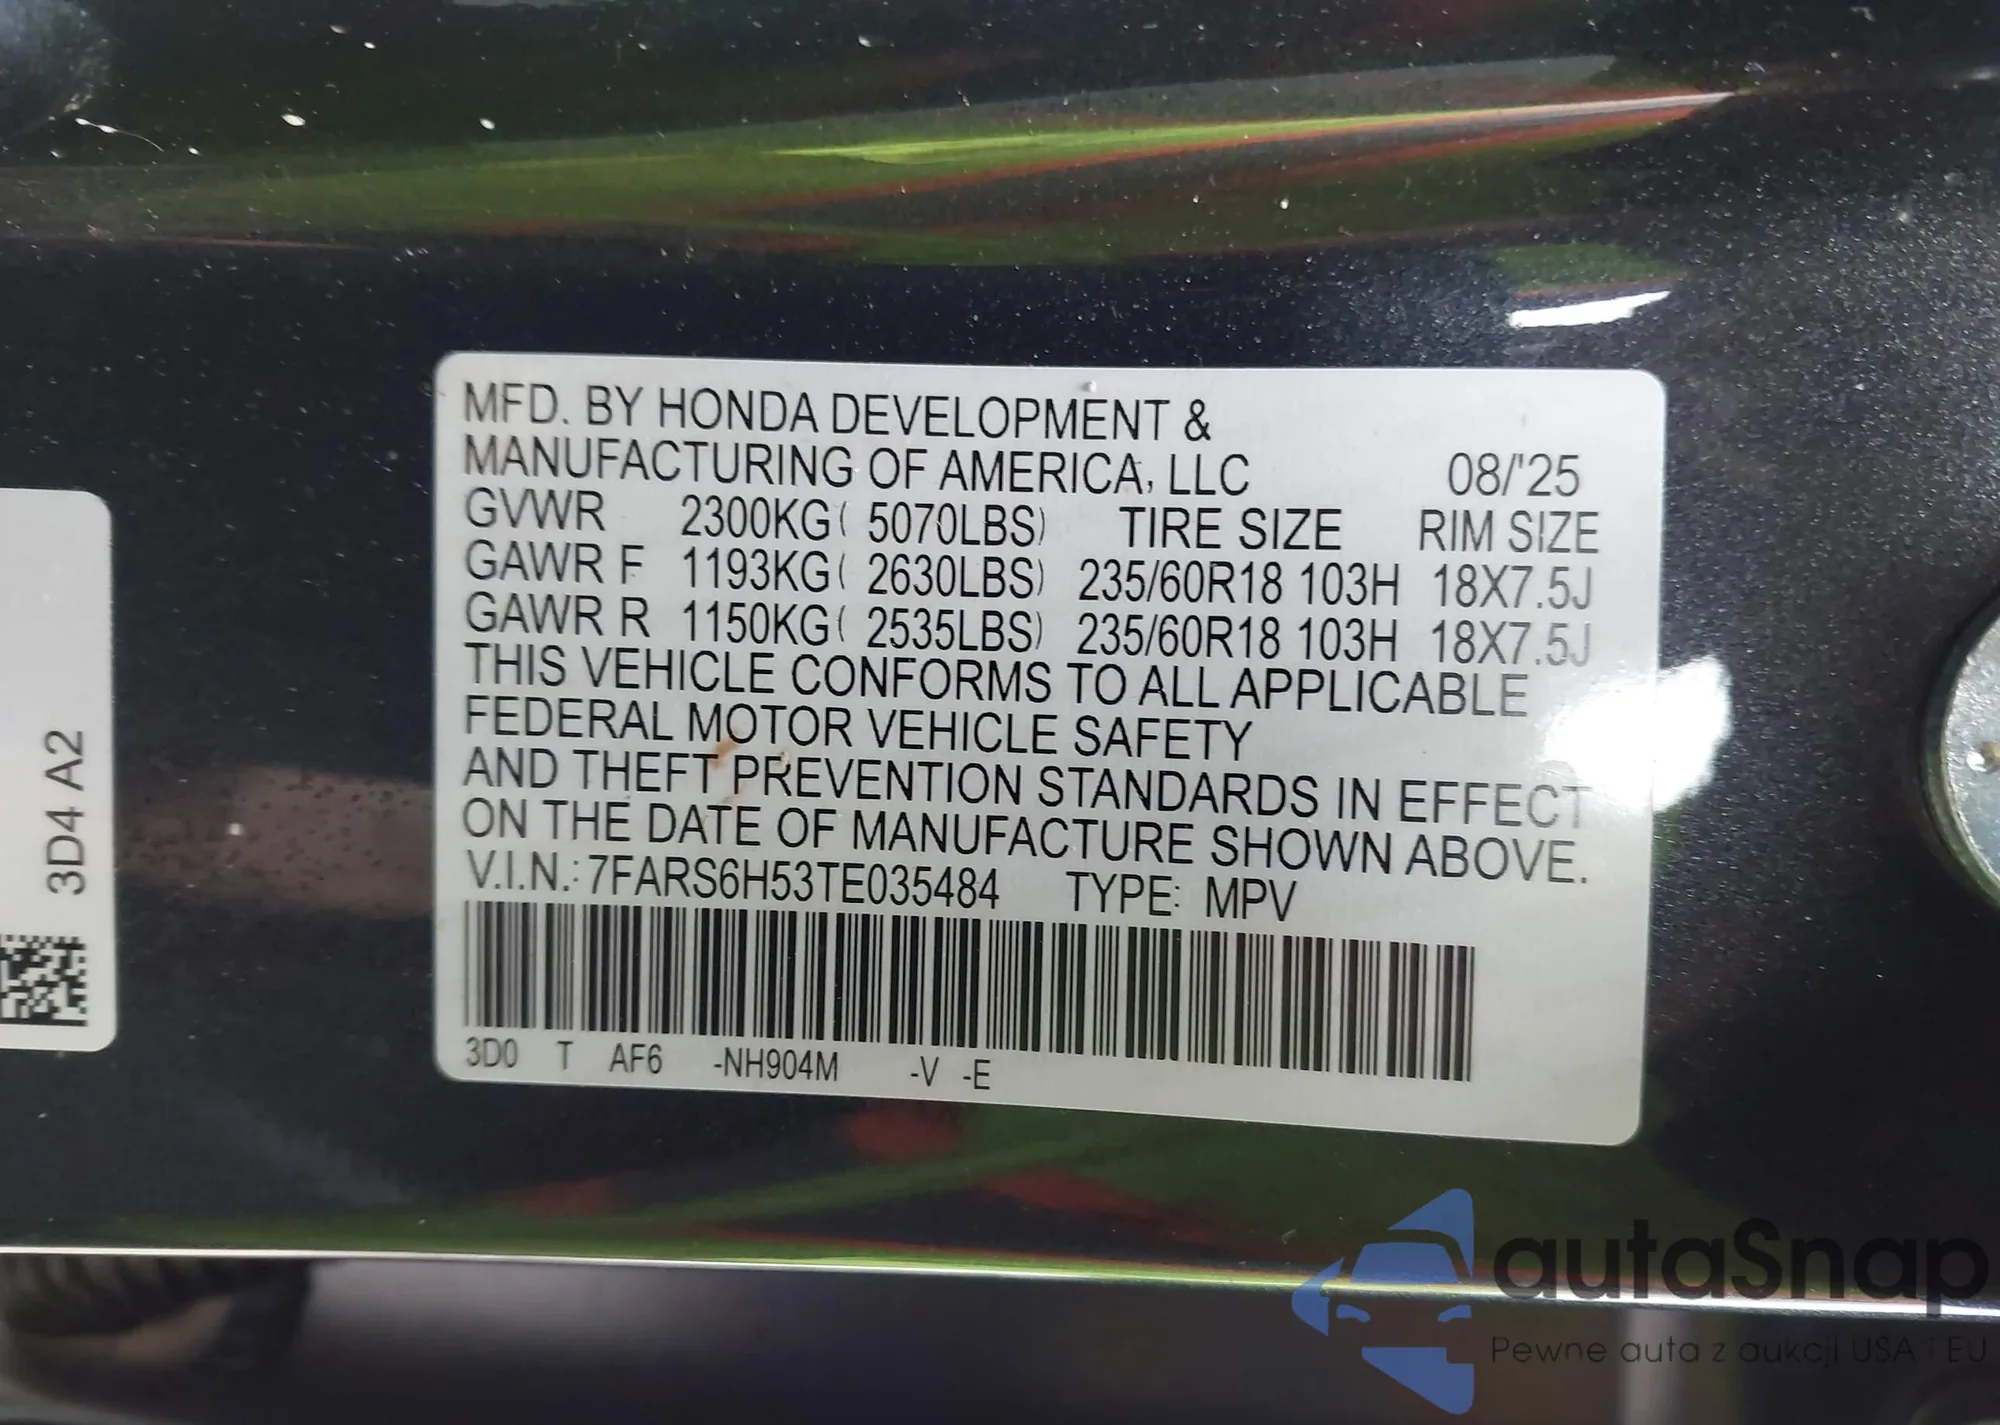 MFD. BY HONDA DEVELOPMENT &
MANUFACTURING OF AMERICA, LLC 08/'25
GVWR 2300KG( 5070LBS) TIRE SIZE RIM SIZE
GAWR F 1193KG( 2630LBS) 235/60R18 103H 18X7.5J
GAWR R 1150KG( 2535LBS) 235/60R18 103H 18X7.5J
THIS VEHICLE CONFORMS TO ALL APPLICABLE
FEDERAL MOTOR VEHICLE SAFETY
AND THEFT PREVENTION STANDARDS IN EFFECT
ON THE DATE OF MANUFACTURE SHOWN ABOVE.
V.I.N.: 7FARS6H53TE035484 TYPE: MPV
3D0 T AF6 -NH904M -V -E
3D4 A2
autaSnap
Pewne auta z aukcji USA i EU